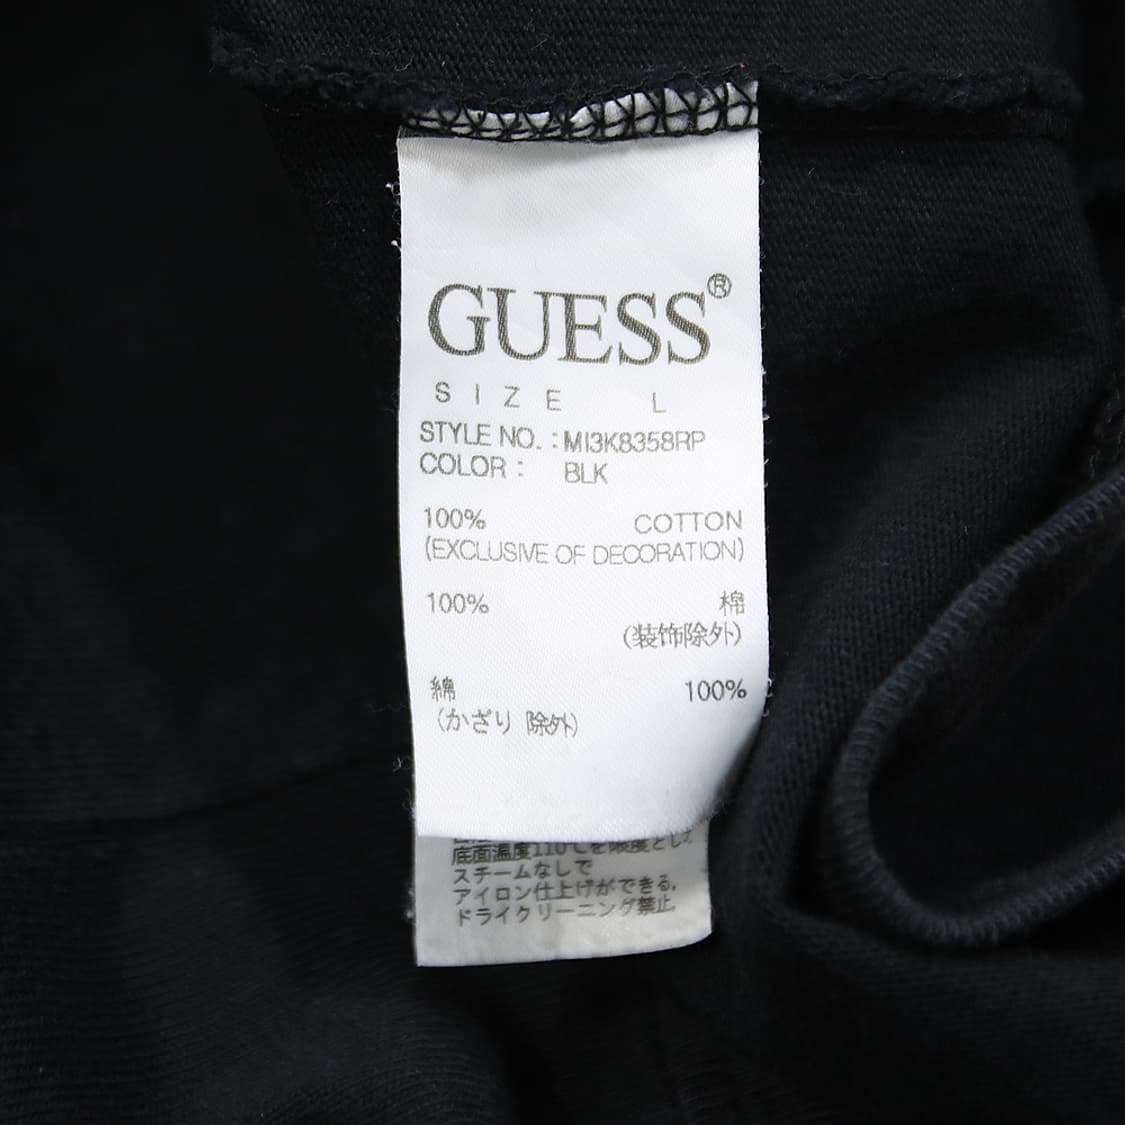 GUESS®
SIZE L
STYLE NO. : MI3K8358RP
COLOR : BLK
100% COTTON
(EXCLUSIVE OF DECORATION)
100% 棉
(装饰除外)
綿 100%
(かざり 除外)
底面温度110℃を限度とし
スチームなしで
アイロン仕上げができる。
ドライクリーニング禁止。